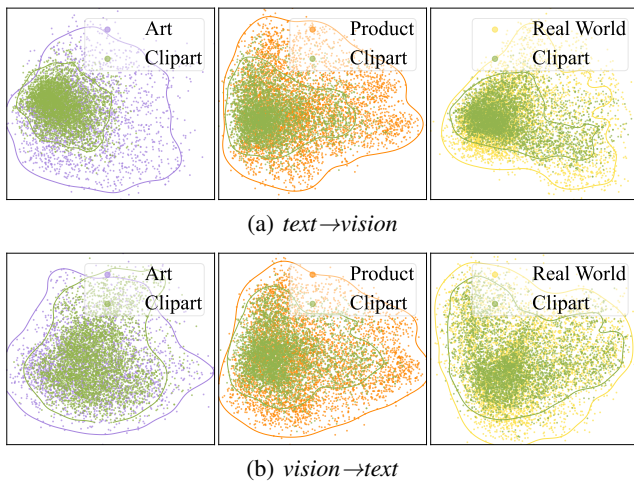 Art
Clipart
Product
Clipart
Real World
Clipart
(a) text→vision
Art
Clipart
Product
Clipart
Real World
Clipart
(b) vision→text